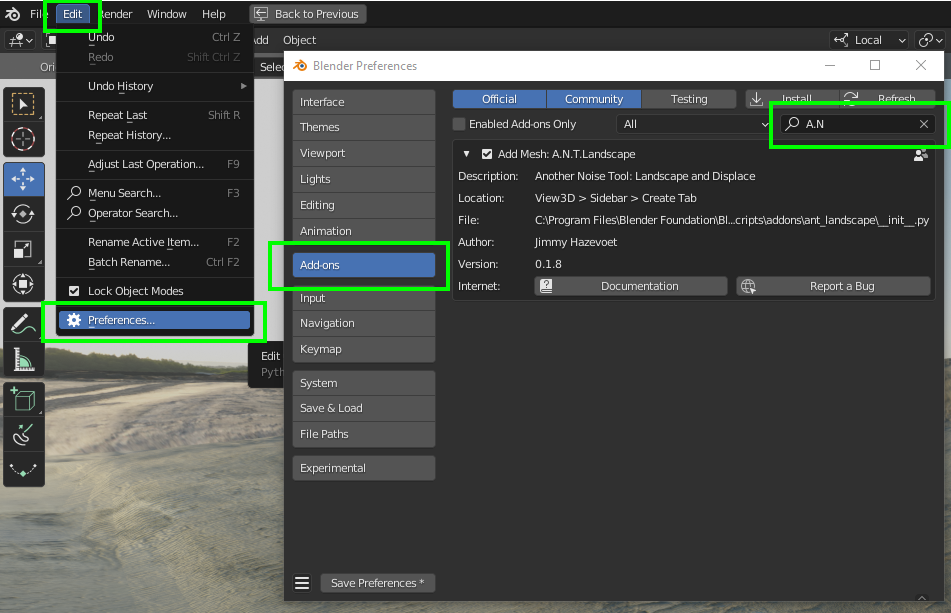 Edit
Render
Window
Help
Back to Previous
Add
Object
Local
Undo Ctrl Z
Redo Shift Ctrl Z
Undo History
Repeat Last Shift R
Repeat History...
Adjust Last Operation... F9
Menu Search... F3
Operator Search...
Rename Active Item... F2
Batch Rename... Ctrl F2
Lock Object Modes
Preferences...
Edit
Blender Preferences
Interface
Themes
Viewport
Lights
Editing
Animation
Add-ons
Input
Navigation
Keymap
System
Save & Load
File Paths
Experimental
Save Preferences *
Official
Community
Testing
Install
Refresh
Enabled Add-ons Only
All
A.N
Add Mesh: A.N.T.Landscape
Description: Another Noise Tool: Landscape and Displace
Location: View3D > Sidebar > Create Tab
File: C:\Program Files\Blender Foundation\Bl...cripts\addons\ant_landscape\__init__.py
Author: Jimmy Hazevoet
Version: 0.1.8
Internet: Documentation Report a Bug